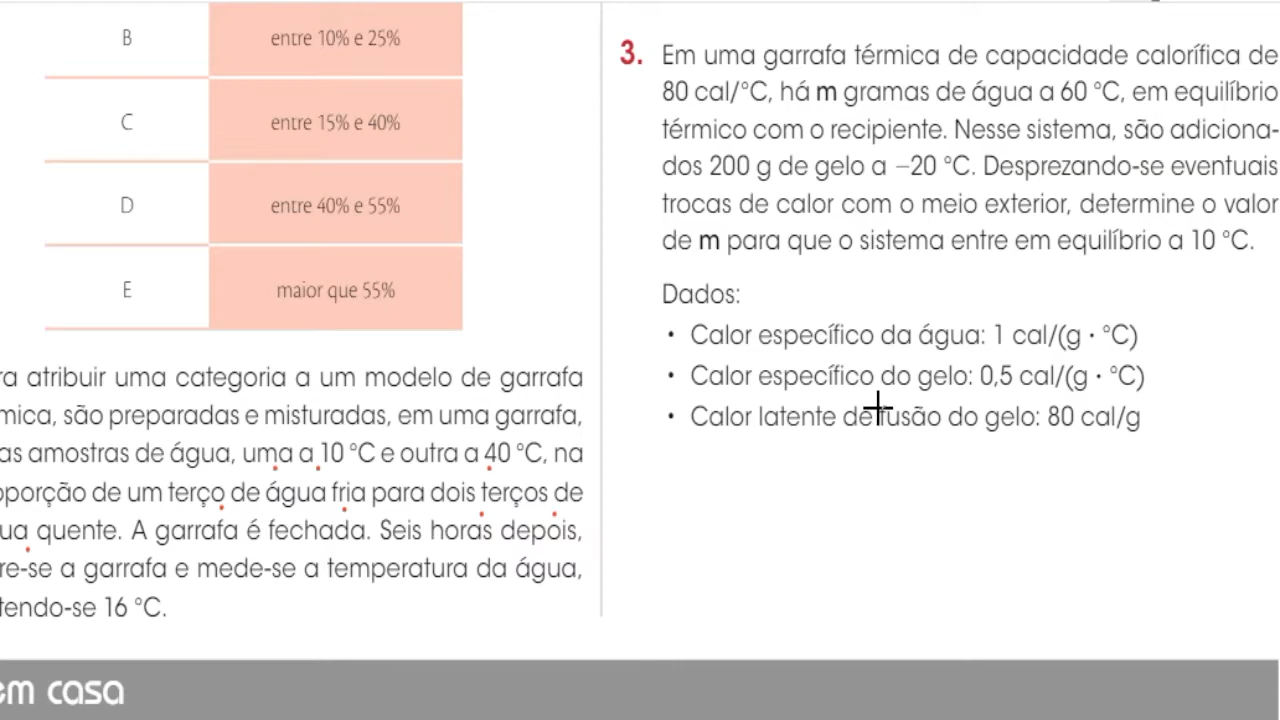 B entre 10% e 25%
C entre 15% e 40%
D entre 40% e 55%
E maior que 55%
ra atribuir uma categoria a um modelo de garrafa
mica, são preparadas e misturadas, em uma garrafa,
as amostras de água, uma a 10 °C e outra a 40 °C, na
oporção de um terço de água fria para dois terços de
ua quente. A garrafa é fechada. Seis horas depois,
re-se a garrafa e mede-se a temperatura da água,
tendo-se 16 °C.
3. Em uma garrafa térmica de capacidade calorífica de
80 cal/°C, há m gramas de água a 60 °C, em equilíbrio
térmico com o recipiente. Nesse sistema, são adiciona-
dos 200 g de gelo a −20 °C. Desprezando-se eventuais
trocas de calor com o meio exterior, determine o valor
de m para que o sistema entre em equilíbrio a 10 °C.
Dados:
• Calor específico da água: 1 cal/(g · °C)
• Calor específico do gelo: 0,5 cal/(g · °C)
• Calor latente de fusão do gelo: 80 cal/g
em casa